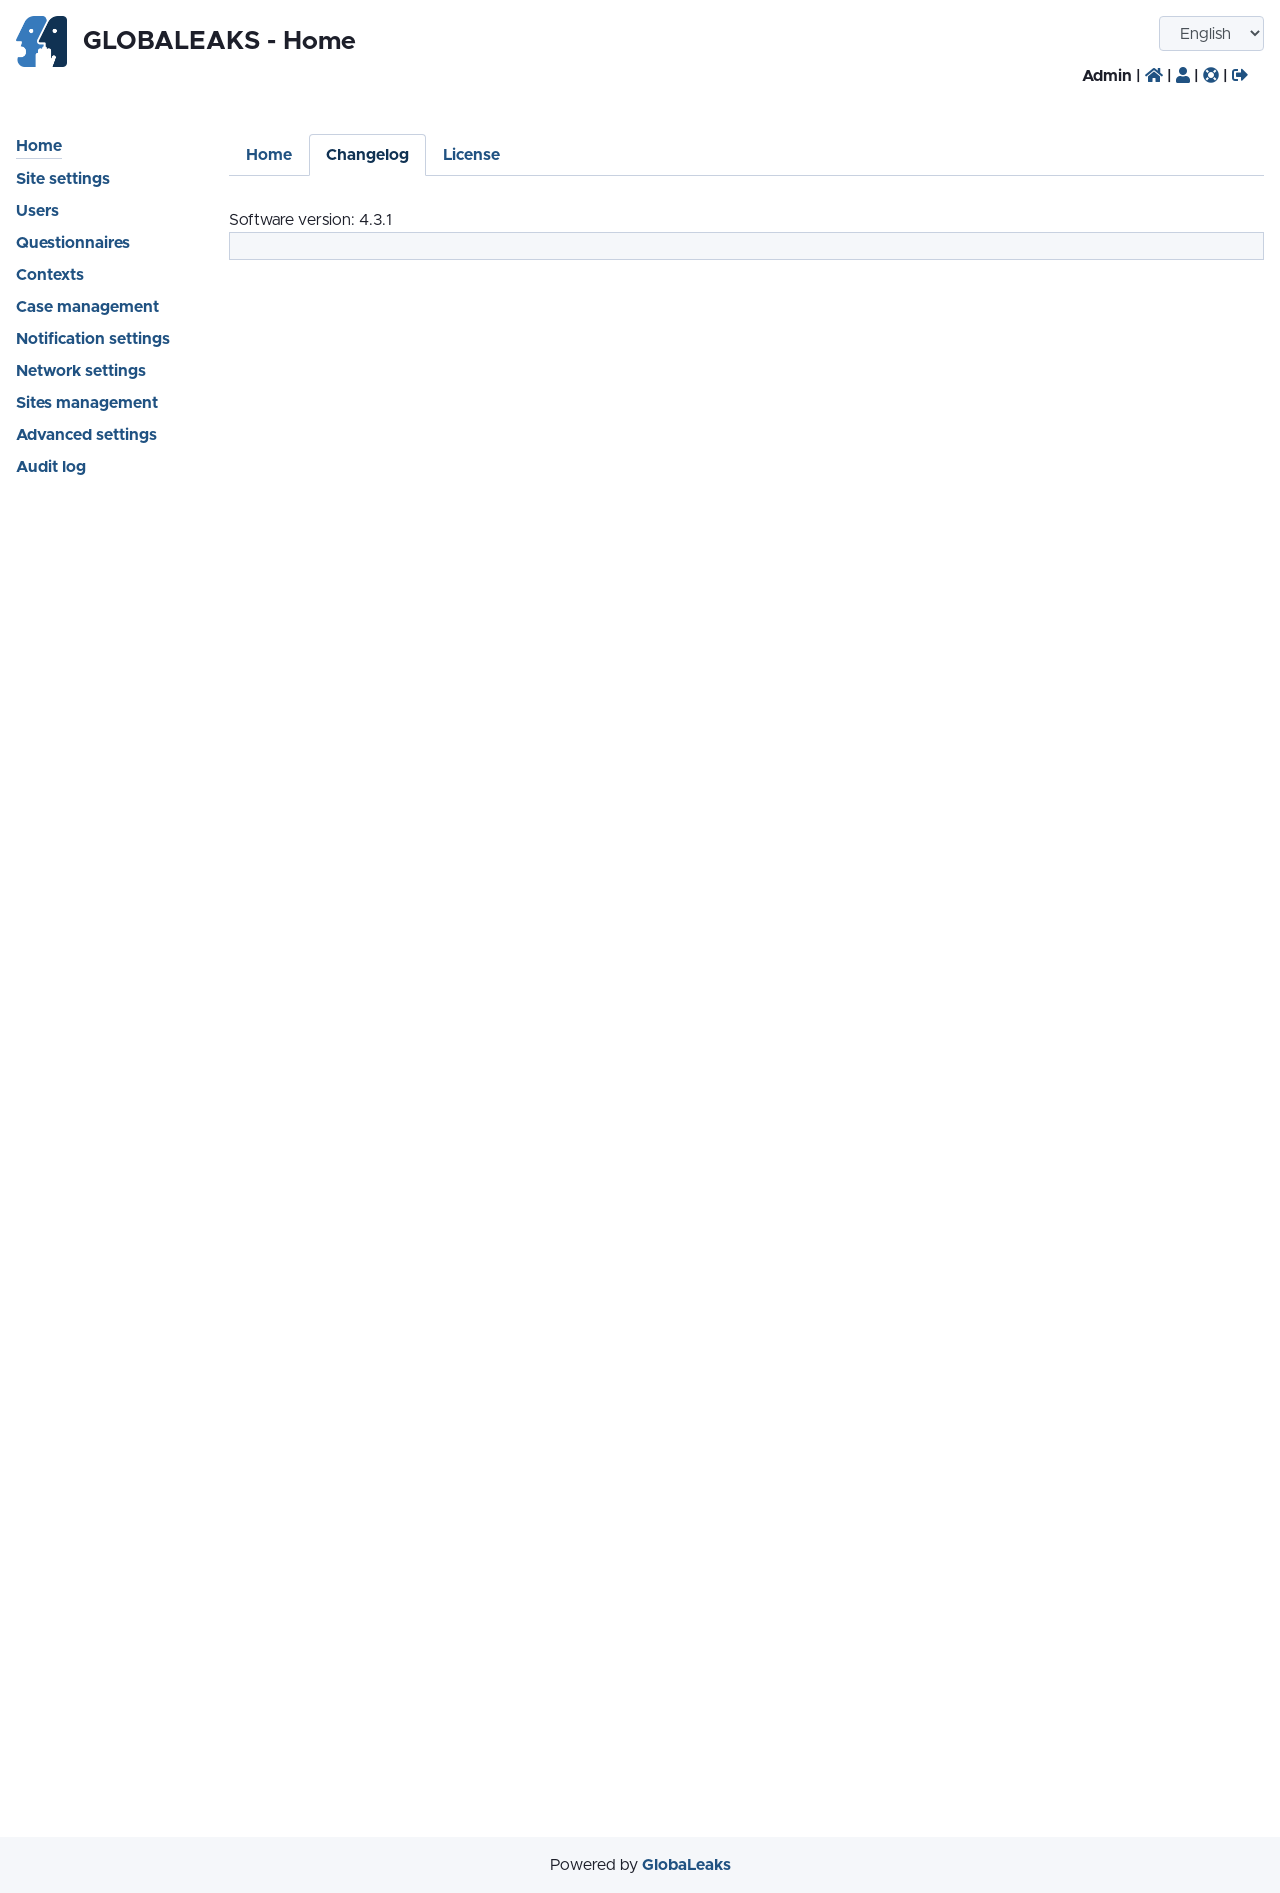 GLOBALEAKS - Home
English
Admin | | | |
Home
Site settings
Users
Questionnaires
Contexts
Case management
Notification settings
Network settings
Sites management
Advanced settings
Audit log
Home Changelog License
Software version: 4.3.1
Powered by GlobaLeaks